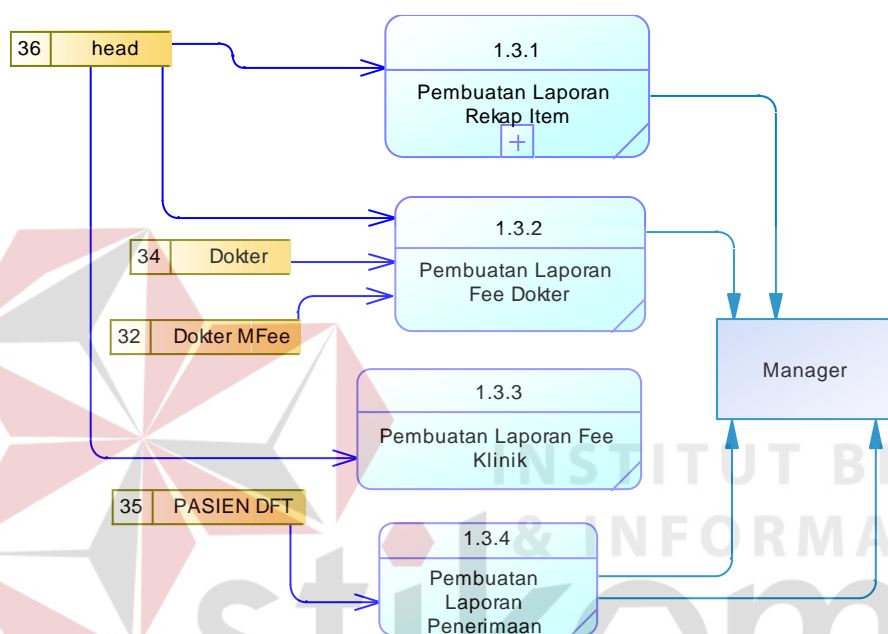 36 head
1.3.1
Pembuatan Laporan
Rekap Item
+
1.3.2
Pembuatan Laporan
Fee Dokter
34 Dokter
32 Dokter MFee
Manager
1.3.3
Pembuatan Laporan Fee
Klinik
35 PASIEN DFT
1.3.4
Pembuatan
Laporan
Penerimaan
INSTITUT B
& INFORMA
stikom